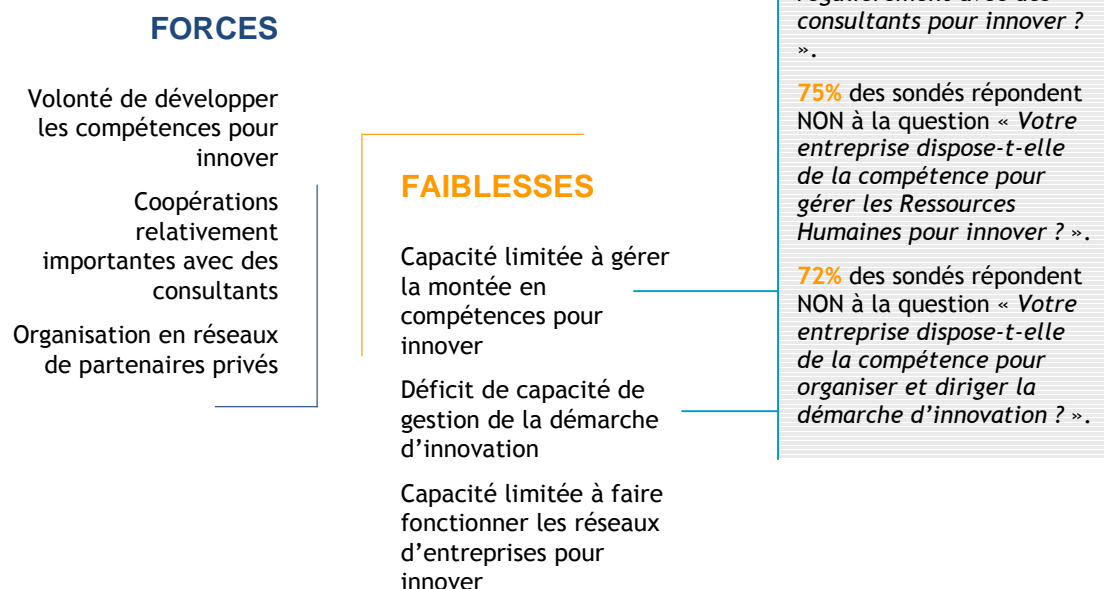 FORCES
Volonté de développer
les compétences pour
innover
Coopérations
relativement
importantes avec des
consultants
Organisation en réseaux
de partenaires privés
FAIBLESSES
Capacité limitée à gérer
la montée en
compétences pour
innover
Déficit de capacité de
gestion de la démarche
d’innovation
Capacité limitée à faire
fonctionner les réseaux
d’entreprises pour
innover
régulièrement avec des
consultants pour innover ?
».
75% des sondés répondent
NON à la question « Votre
entreprise dispose-t-elle
de la compétence pour
gérer les Ressources
Humaines pour innover ? ».
72% des sondés répondent
NON à la question « Votre
entreprise dispose-t-elle
de la compétence pour
organiser et diriger la
démarche d’innovation ? ».